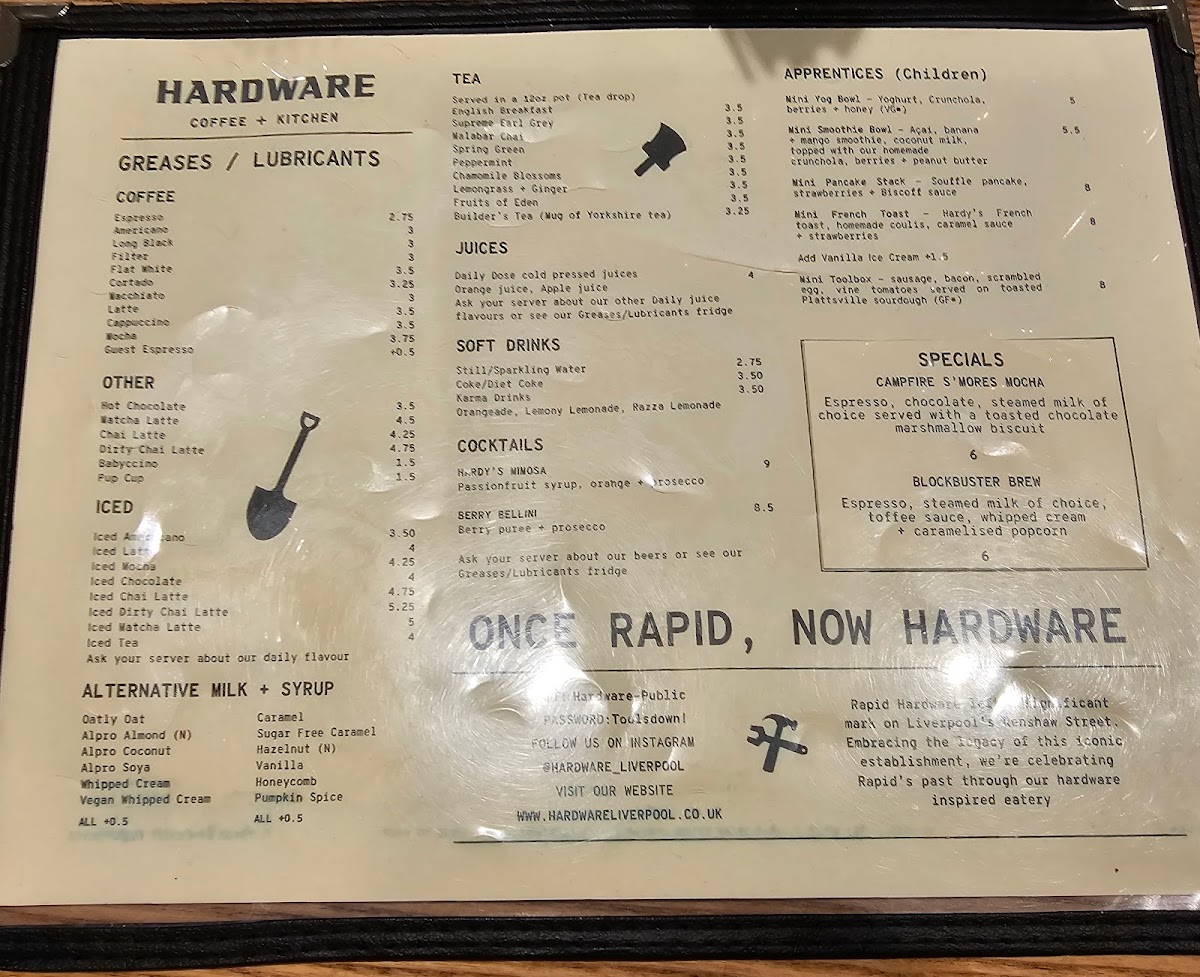 HARDWARE
COFFEE + KITCHEN
GREASES / LUBRICANTS
COFFEE
Espresso 2.75
Americano 3
Long Black 3
Filter 3
Flat White 3.5
Cortado 3.25
Macchiato 3
Latte 3.5
Cappuccino 3.5
Mocha 3.75
Guest Espresso +0.5
OTHER
Hot Chocolate 3.5
Matcha Latte 4.5
Chai Latte 4.25
Dirty Chai Latte 4.75
Babyccino 1.5
Pup Cup 1.5
ICED
Iced Americano 3.50
Iced Latte 4
Iced Mocha 4.25
Iced Chocolate 4
Iced Chai Latte 4.75
Iced Dirty Chai Latte 5.25
Iced Matcha Latte 5
Iced Tea 4
Ask your server about our daily flavour
ALTERNATIVE MILK + SYRUP
Oatly Oat
Alpro Almond (N)
Alpro Coconut
Alpro Soya
Whipped Cream
Vegan Whipped Cream
ALL +0.5
Caramel
Sugar Free Caramel
Hazelnut (N)
Vanilla
Honeycomb
Pumpkin Spice
ALL +0.5
TEA
Served in a 12oz pot (Tea drop)
English Breakfast 3.5
Supreme Earl Grey 3.5
Malabar Chai 3.5
Spring Green 3.5
Peppermint 3.5
Chamomile Blossoms 3.5
Lemongrass + Ginger 3.5
Fruits of Eden 3.5
Builder's Tea (Mug of Yorkshire tea) 3.25
JUICES
Daily Dose cold pressed juices 4
Orange juice, Apple juice
Ask your server about our other Daily juice
flavours or see our Greases/Lubricants fridge
SOFT DRINKS
Still/Sparkling Water 2.75
Coke/Diet Coke 3.50
Karma Drinks 3.50
Orangeade, Lemony Lemonade, Razza Lemonade
COCKTAILS
HARDY'S MIMOSA 9
Passionfruit syrup, orange + prosecco
BERRY BELLINI 8.5
Berry puree + prosecco
Ask your server about our beers or see our
Greases/Lubricants fridge
APPRENTICES (Children)
Mini Yog Bowl - Yoghurt, Crunchola, 5
berries + honey (VG*)
Mini Smoothie Bowl - Açai, banana 5.5
+ mango smoothie, coconut milk,
topped with our homemade
crunchola, berries + peanut butter
Mini Pancake Stack - Souffle pancake, 8
strawberries + Biscoff sauce
Mini French Toast - Hardy's French 8
toast, homemade coulis, caramel sauce
+ strawberries
Add Vanilla Ice Cream +1.5
Mini Toolbox - sausage, bacon, scrambled 8
egg, vine tomatoes served on toasted
Plattsville sourdough (GF*)
SPECIALS
CAMPFIRE S'MORES MOCHA
Espresso, chocolate, steamed milk of
choice served with a toasted chocolate
marshmallow biscuit
6
BLOCKBUSTER BREW
Espresso, steamed milk of choice,
toffee sauce, whipped cream
+ caramelised popcorn
6
ONCE RAPID, NOW HARDWARE
Hardware-Public
PASSWORD:Toolsdown!
FOLLOW US ON INSTAGRAM
@HARDWARE_LIVERPOOL
VISIT OUR WEBSITE
WWW.HARDWARELIVERPOOL.CO.UK
Rapid Hardware left a significant
mark on Liverpool's Renshaw Street.
Embracing the legacy of this iconic
establishment, we're celebrating
Rapid's past through our hardware
inspired eatery